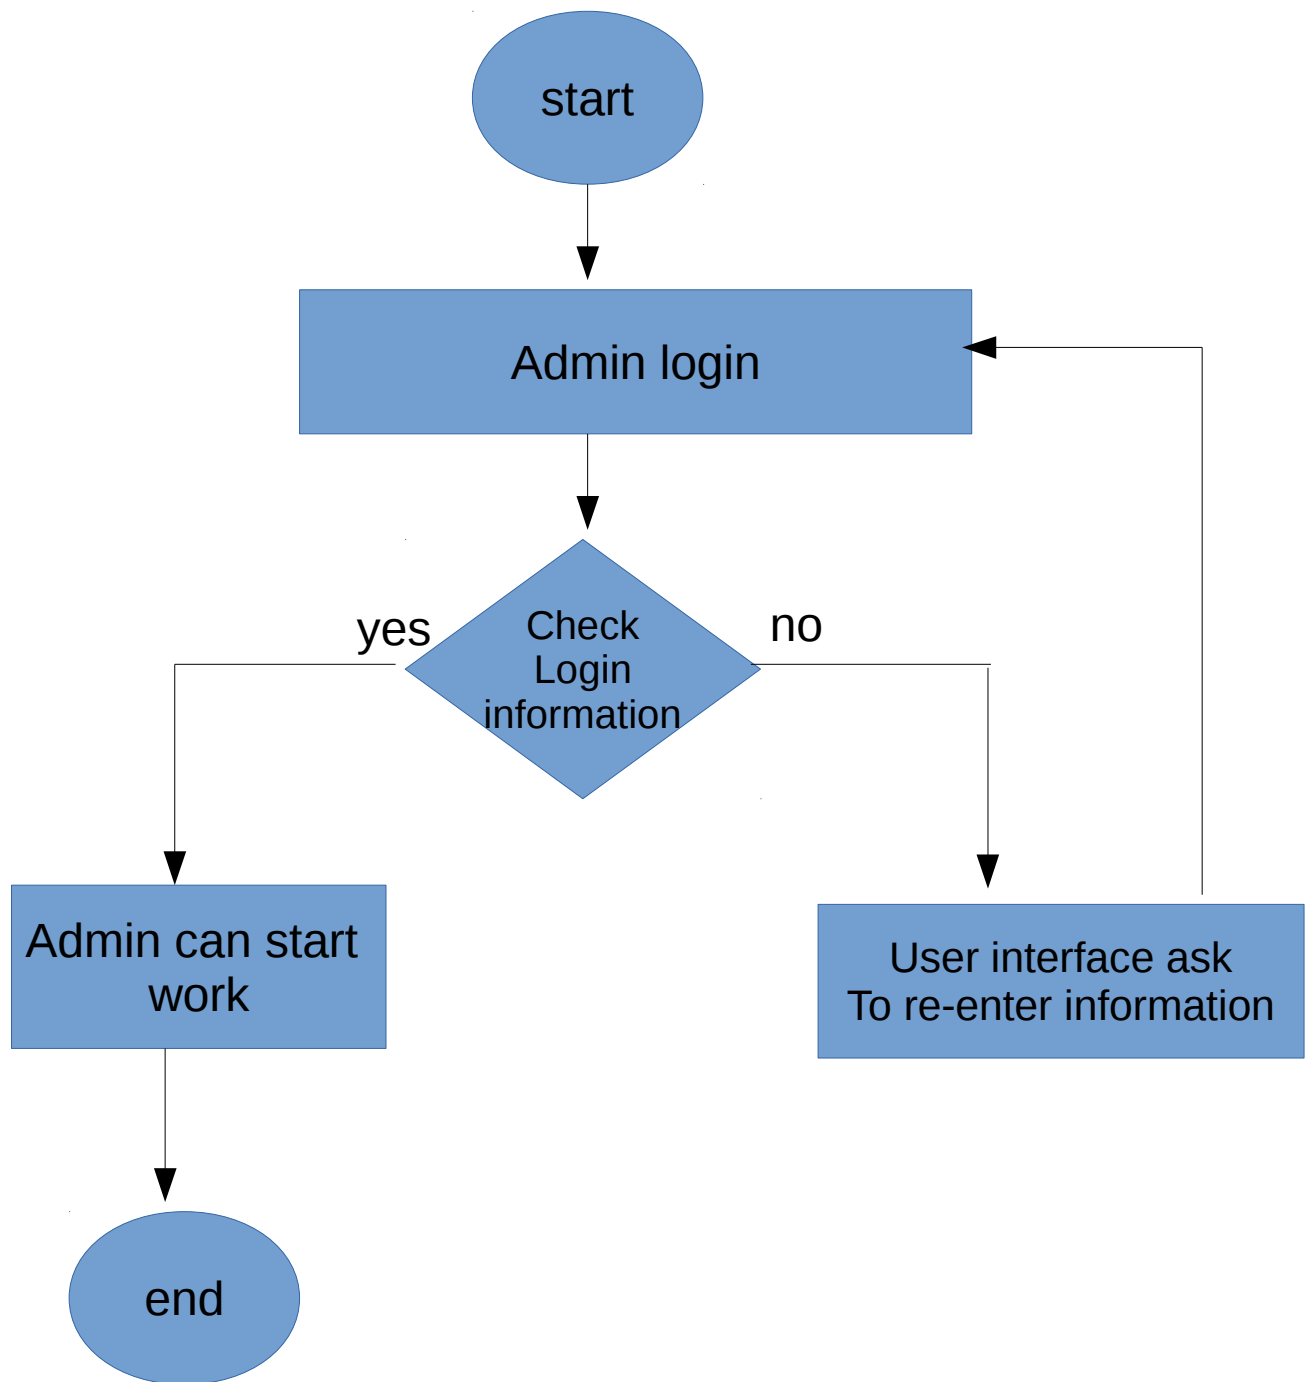 start
Admin login
yes
no
Check
Login
information
Admin can start
work
User interface ask
To re-enter information
end